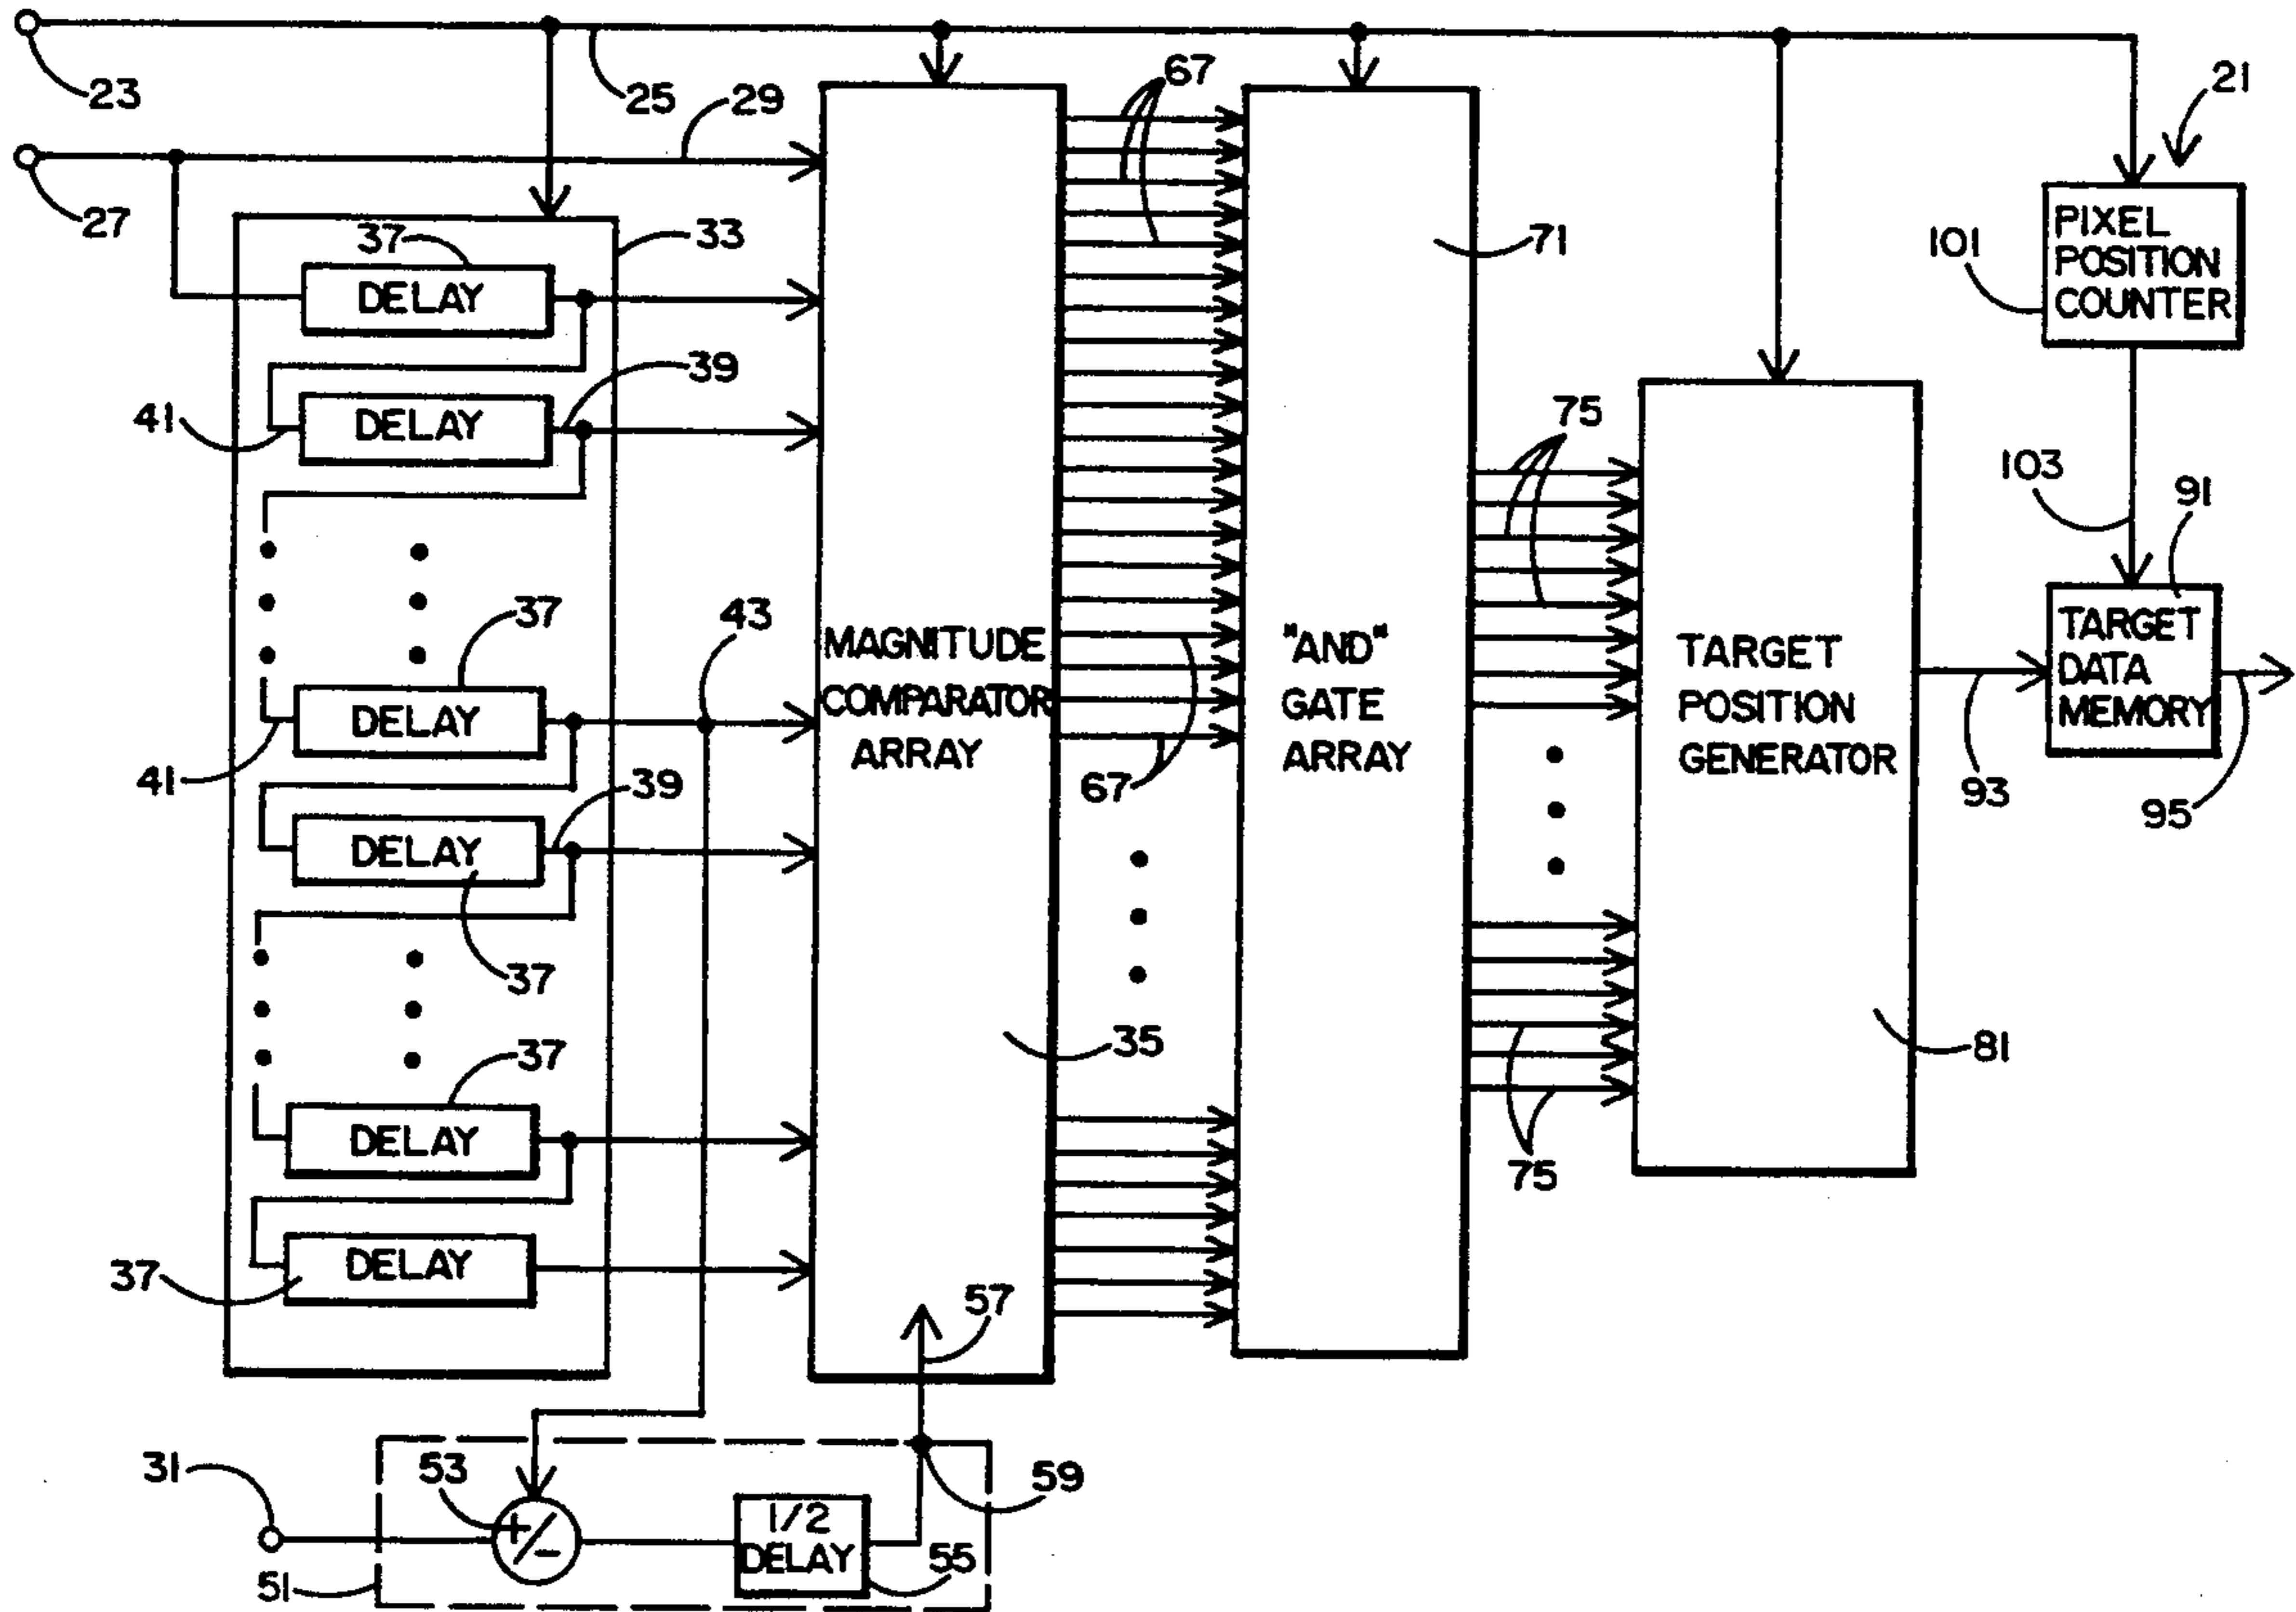 23
25
29
67
21
27
37
33
71
101
PIXEL
POSITION
COUNTER
DELAY
39
41
DELAY
75
103
91
37
43
MAGNITUDE
COMPARATOR
ARRAY
"AND"
GATE
ARRAY
TARGET
POSITION
GENERATOR
TARGET
DATA
MEMORY
DELAY
41
39
67
93
95
DELAY
37
35
81
37
DELAY
75
37
DELAY
57
31
53
59
+/-
1/2
DELAY
55
51